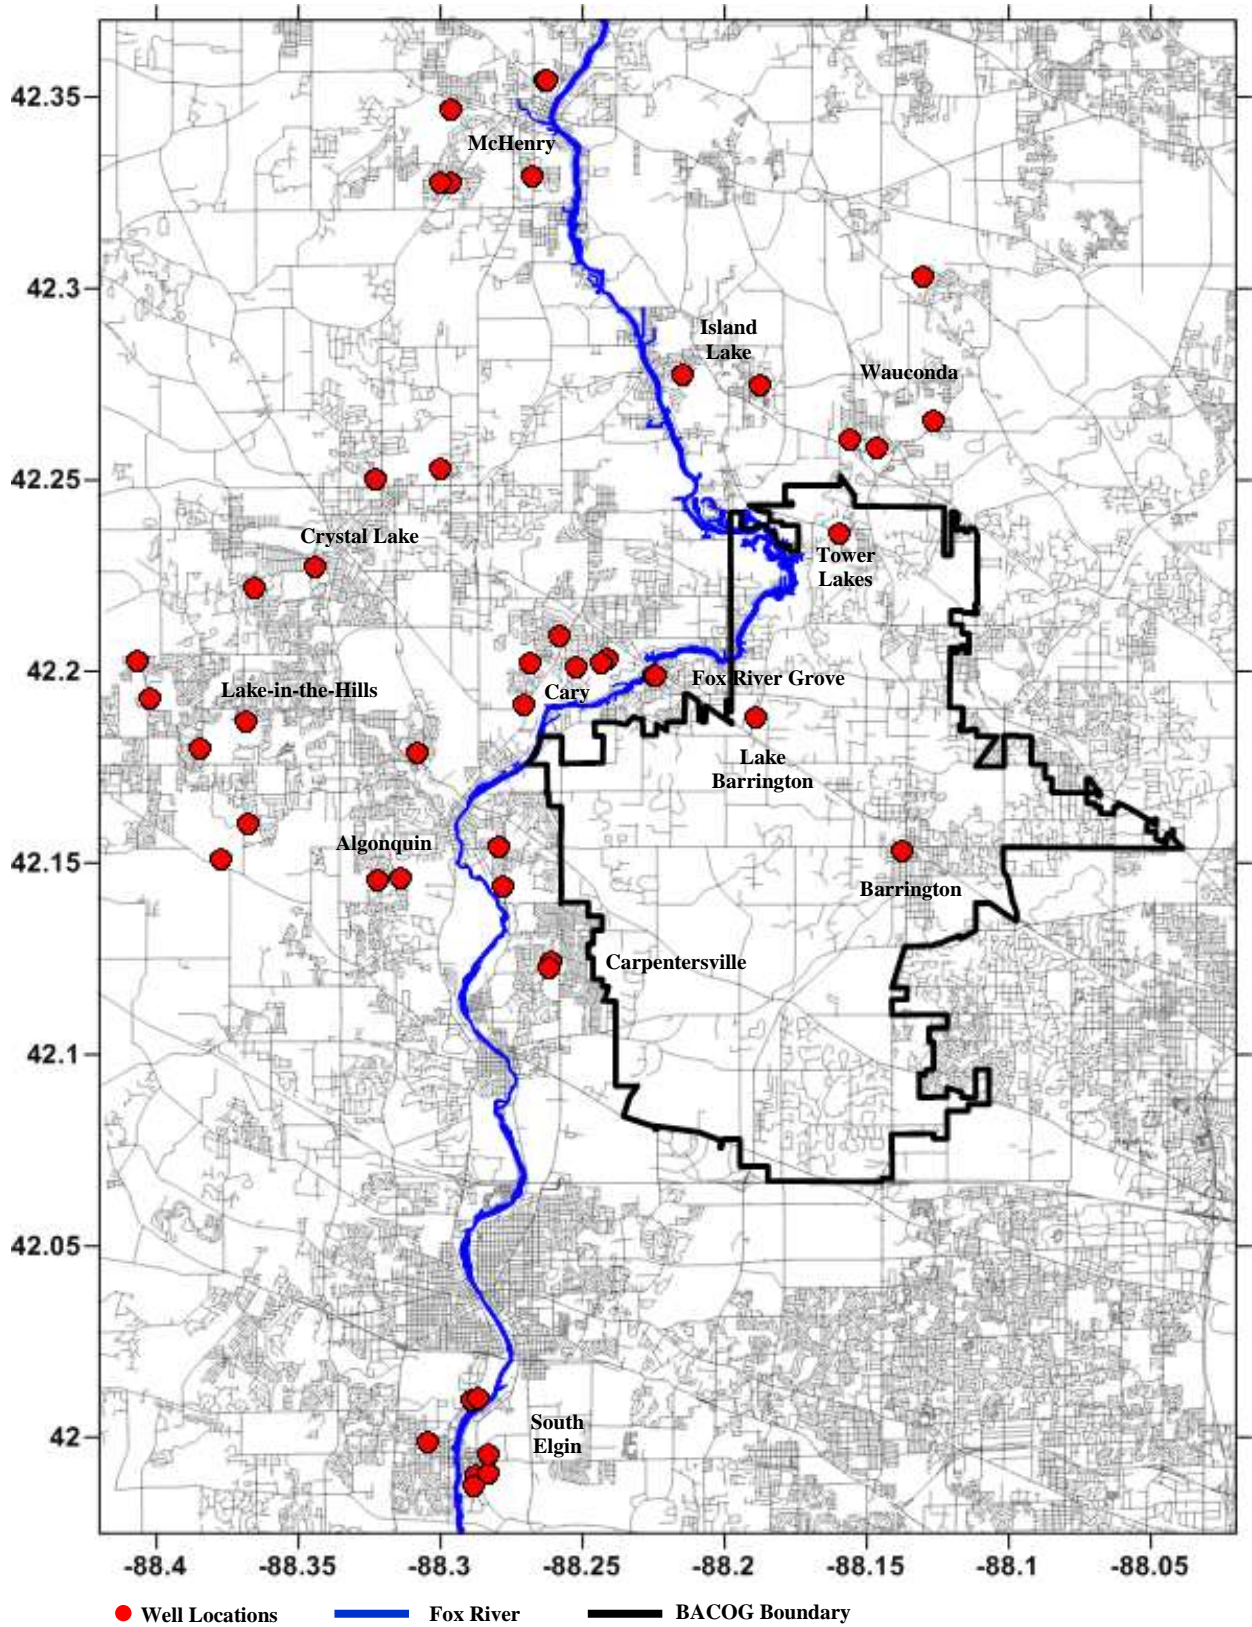 42.35
McHenry
42.3
Island
Lake
Wauconda
42.25
Crystal Lake
Tower
Lakes
42.2
Lake-in-the-Hills
Cary
Fox River Grove
Lake
Barrington
Algonquin
42.15
Barrington
Carpentersville
42.1
42.05
South
Elgin
42
-88.4 -88.35 -88.3 -88.25 -88.2 -88.15 -88.1 -88.05
Well Locations Fox River BACOG Boundary